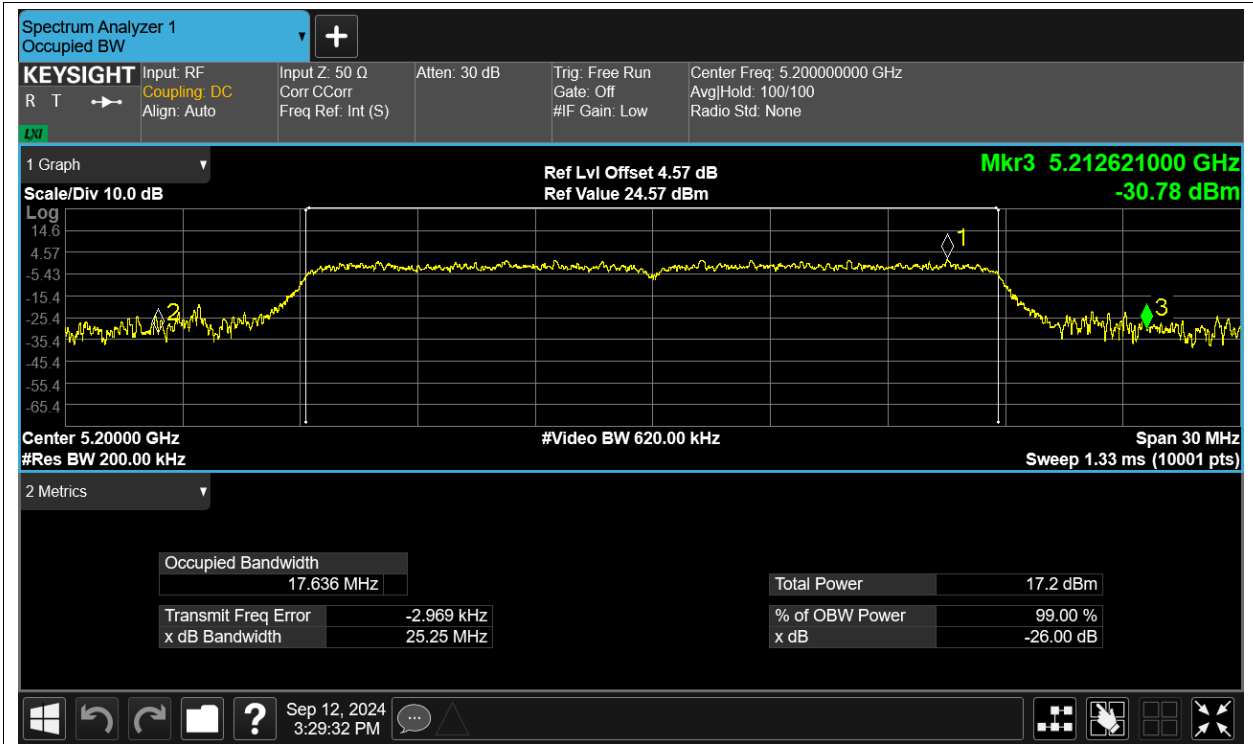 Spectrum Analyzer 1
Occupied BW
KEYSIGHT
R T
LXI
Input: RF
Coupling: DC
Align: Auto
Input Z: 50 Ω
Corr CCorr
Freq Ref: Int (S)
Atten: 30 dB
Trig: Free Run
Gate: Off
#IF Gain: Low
Center Freq: 5.200000000 GHz
Avg|Hold: 100/100
Radio Std: None
1 Graph
Scale/Div 10.0 dB
Ref Lvl Offset 4.57 dB
Ref Value 24.57 dBm
Mkr3 5.212621000 GHz
-30.78 dBm
Log
14.6
4.57
-5.43
-15.4
-25.4
-35.4
-45.4
-55.4
-65.4
1
2
3
Center 5.20000 GHz
#Res BW 200.00 kHz
#Video BW 620.00 kHz
Span 30 MHz
Sweep 1.33 ms (10001 pts)
2 Metrics
Occupied Bandwidth
17.636 MHz
Transmit Freq Error -2.969 kHz
x dB Bandwidth 25.25 MHz
Total Power 17.2 dBm
% of OBW Power 99.00 %
x dB -26.00 dB
?
Sep 12, 2024
3:29:32 PM